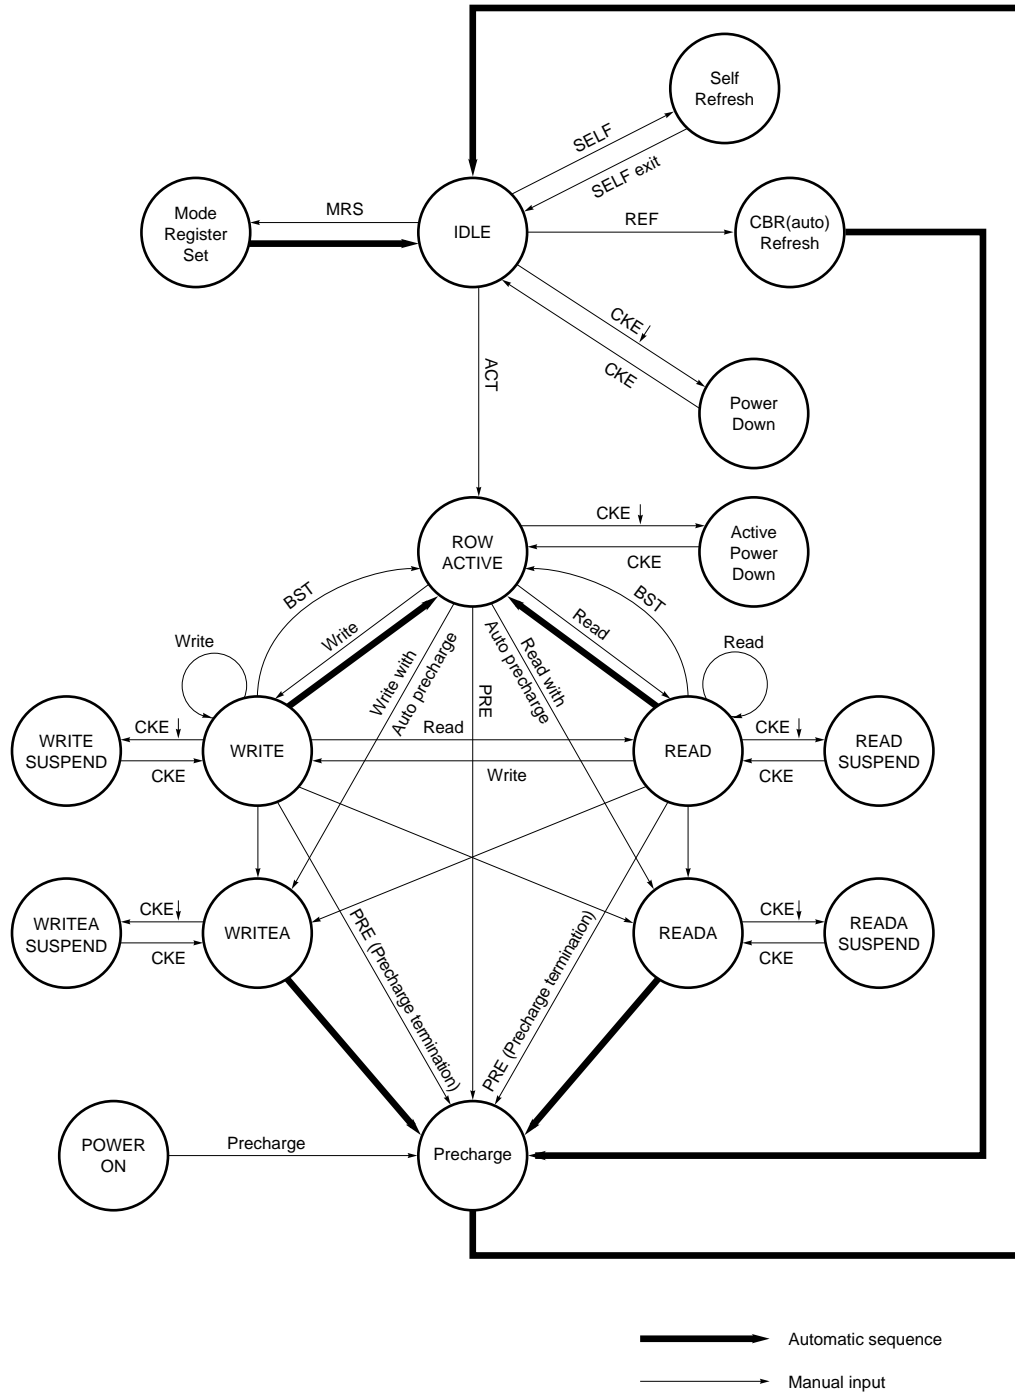 Self
Refresh
SELF
SELF exit
Mode
Register
Set
MRS
IDLE
REF
CBR(auto)
Refresh
CKE
CKE
Power
Down
ACT
ROW
ACTIVE
CKE
CKE
Active
Power
Down
BST
BST
Write
Read
Write
Write with
Auto precharge
PRE
Read with
Auto precharge
Read
WRITE
SUSPEND
CKE
CKE
WRITE
Read
Write
READ
CKE
CKE
READ
SUSPEND
WRITEA
SUSPEND
CKE
CKE
WRITEA
PRE (Precharge termination)
PRE (Precharge termination)
READA
CKE
CKE
READA
SUSPEND
POWER
ON
Precharge
Precharge
Automatic sequence
Manual input